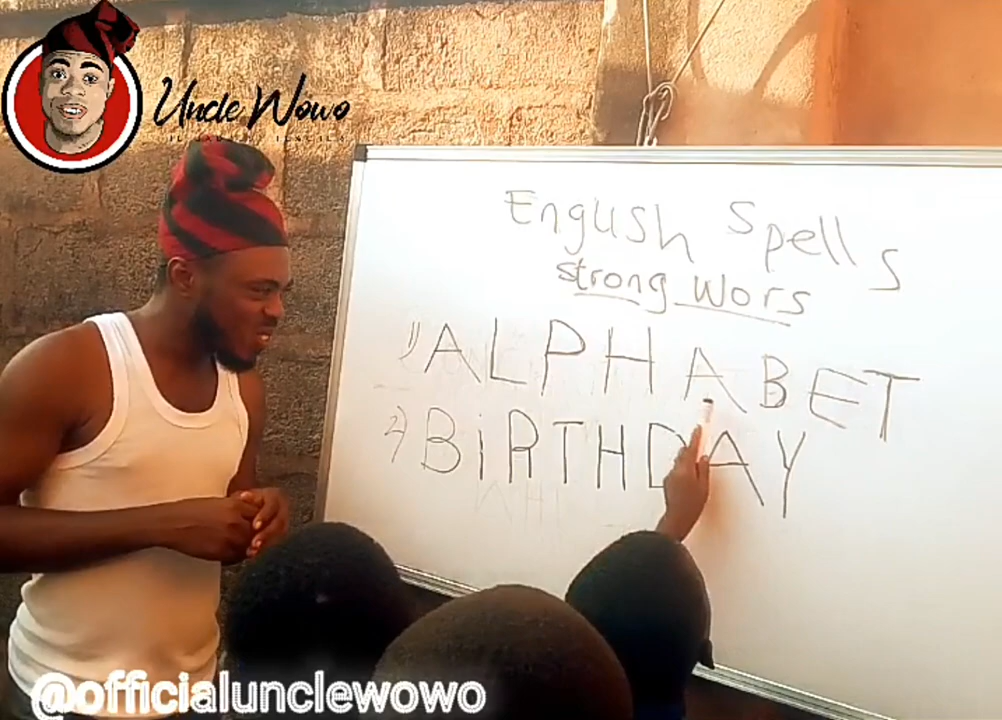 Uncle Wowo
English Spells
strong Wors
1) ALPHABET
2) BiRTHDAY
@officialunclewowo